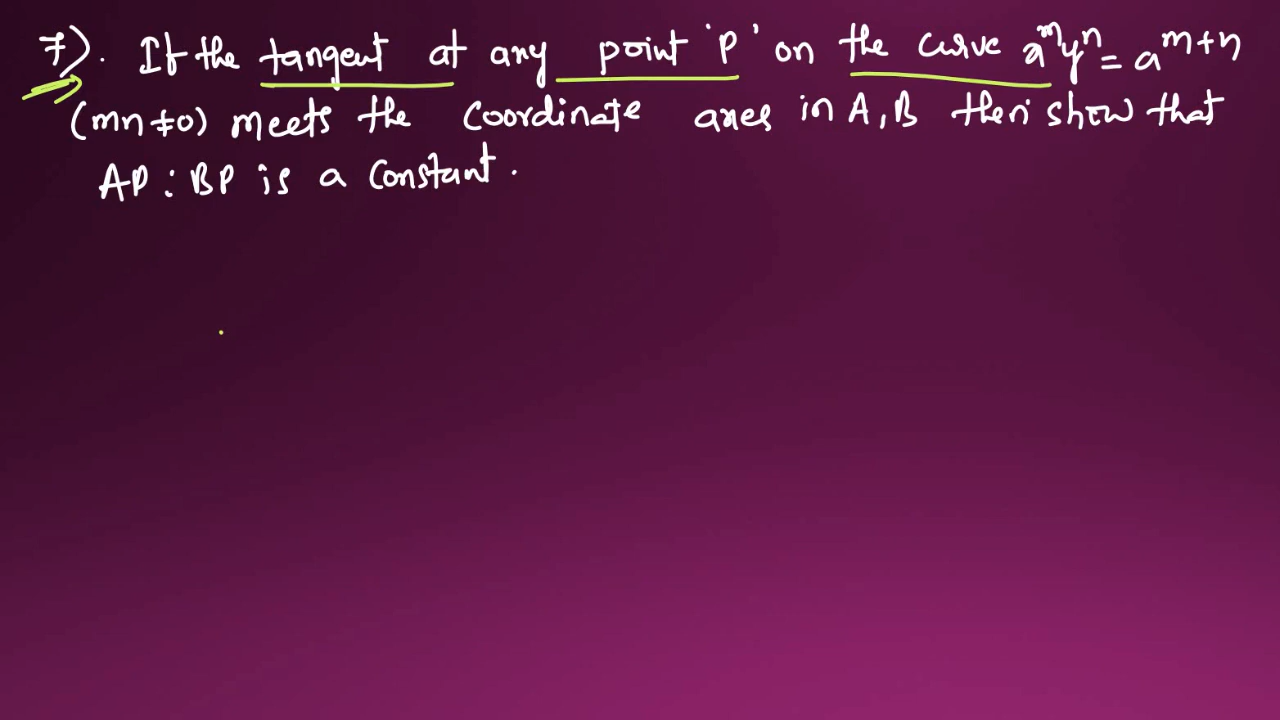 7). If the tangent at any point 'P' on the curve x^m y^n = a^{m+n}
(mn≠0) meets the coordinate axes in A, B then show that
AP : BP is a constant.